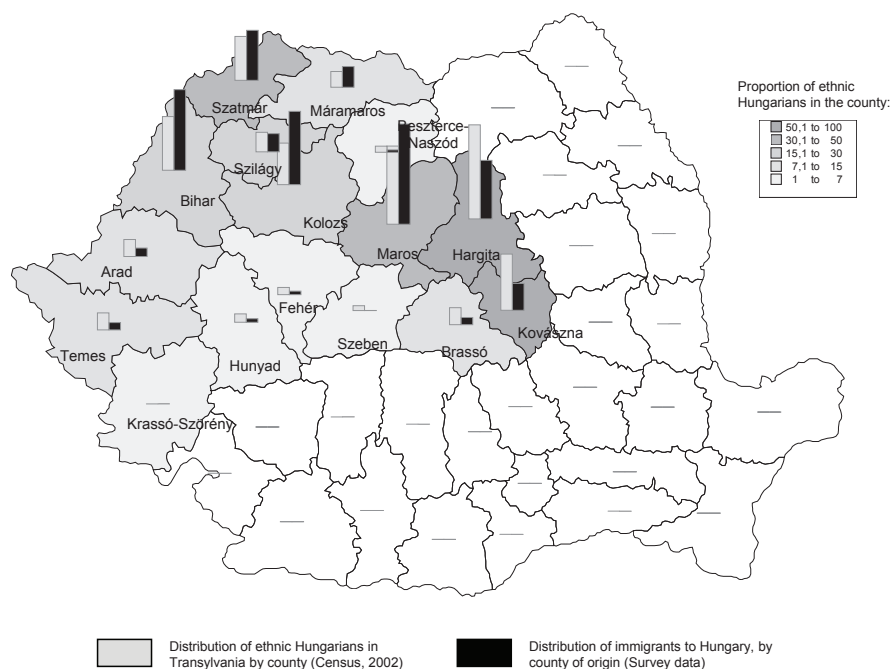 Proportion of ethnic
Hungarians in the county:
50,1 to 100
30,1 to 50
15,1 to 30
7,1 to 15
1 to 7
Szatmár
Máramaros
Beszterce-
Naszód
Szilágy
Bihar
Kolozs
Maros
Hargita
Arad
Fehér
Kovászna
Temes
Hunyad
Szeben
Brassó
Krassó-Szörény
Distribution of ethnic Hungarians in
Transylvania by county (Census, 2002)
Distribution of immigrants to Hungary, by
county of origin (Survey data)